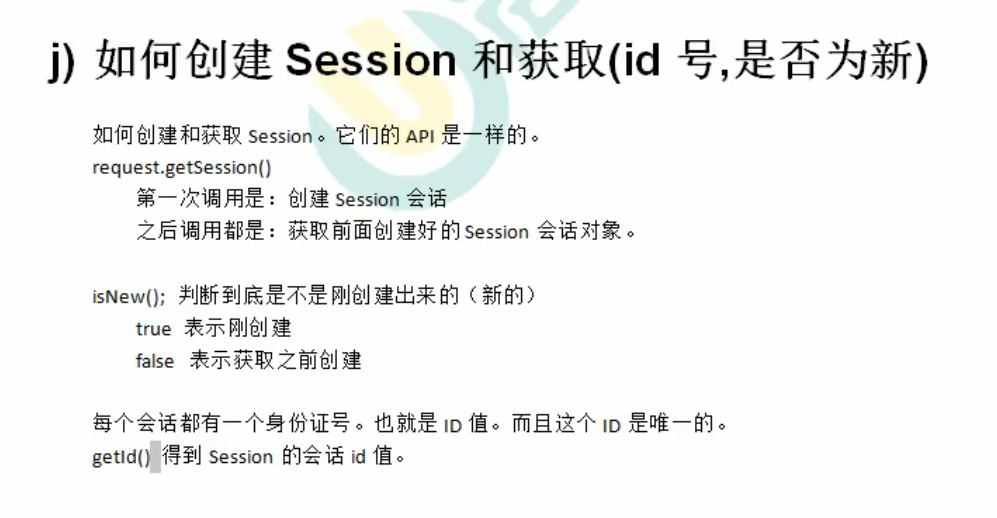 j) 如何创建 Session 和获取(id 号,是否为新)
如何创建和获取 Session。它们的 API 是一样的。
request.getSession()
第一次调用是：创建 Session 会话
之后调用都是：获取前面创建好的 Session 会话对象。
isNew(); 判断到底是不是刚创建出来的（新的）
true 表示刚创建
false 表示获取之前创建
每个会话都有一个身份证号。也就是 ID 值。而且这个 ID 是唯一的。
getId() 得到 Session 的会话 id 值。